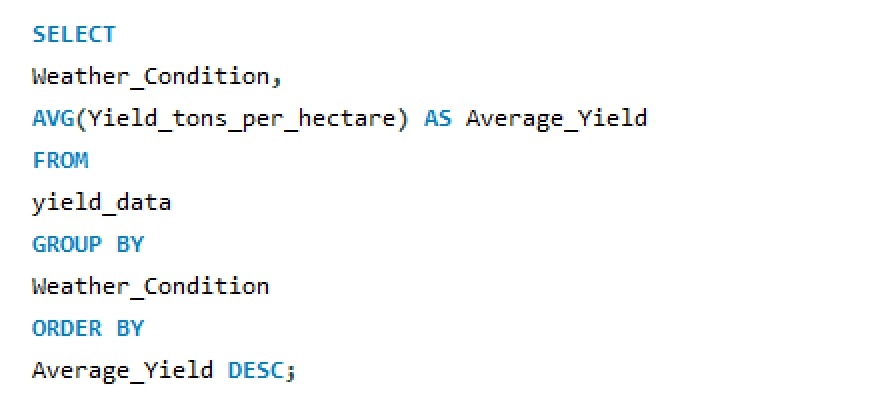 SELECT
Weather_Condition,
AVG(Yield_tons_per_hectare) AS Average_Yield
FROM
yield_data
GROUP BY
Weather_Condition
ORDER BY
Average_Yield DESC;